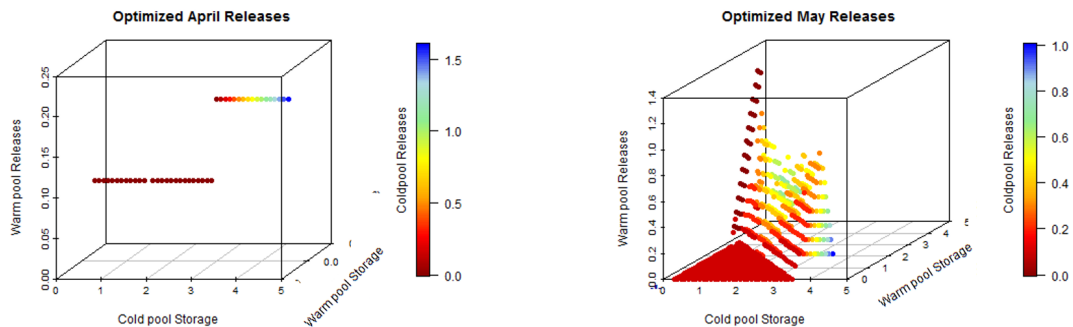 Optimized April Releases
Warm pool Releases
0.25
0.20
0.15
0.10
0.05
0.00
0 1 2 3 4 5
Cold pool Storage
0.0
Warm pool Storage
Coldpool Releases
1.5
1.0
0.5
0.0
Optimized May Releases
Warm pool Releases
1.4
1.2
1.0
0.8
0.6
0.4
0.2
0.0
0 1 2 3 4 5
Cold pool Storage
0 1 2 3 4
Warm pool Storage
Coldpool Releases
1.0
0.8
0.6
0.4
0.2
0.0